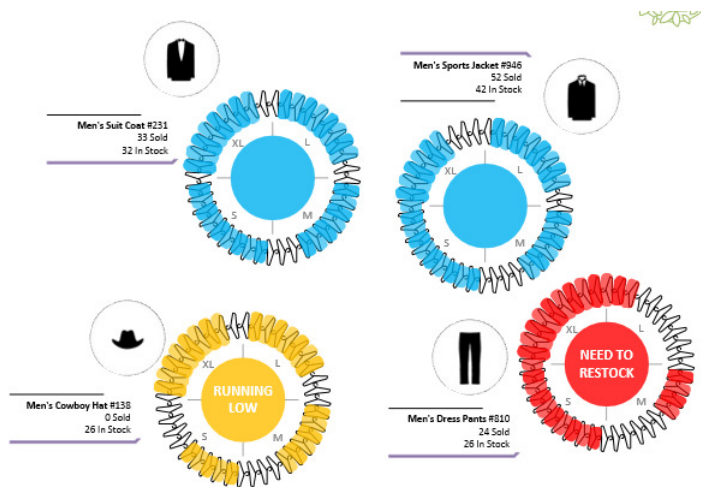 Men's Suit Coat #231
33 Sold
32 In Stock
XL
L
S
M
Men's Sports Jacket #946
52 Sold
42 In Stock
XL
L
S
M
Men's Cowboy Hat #138
0 Sold
26 In Stock
XL
L
RUNNING
LOW
S
M
Men's Dress Pants #810
24 Sold
26 In Stock
XL
L
NEED TO
RESTOCK
S
M